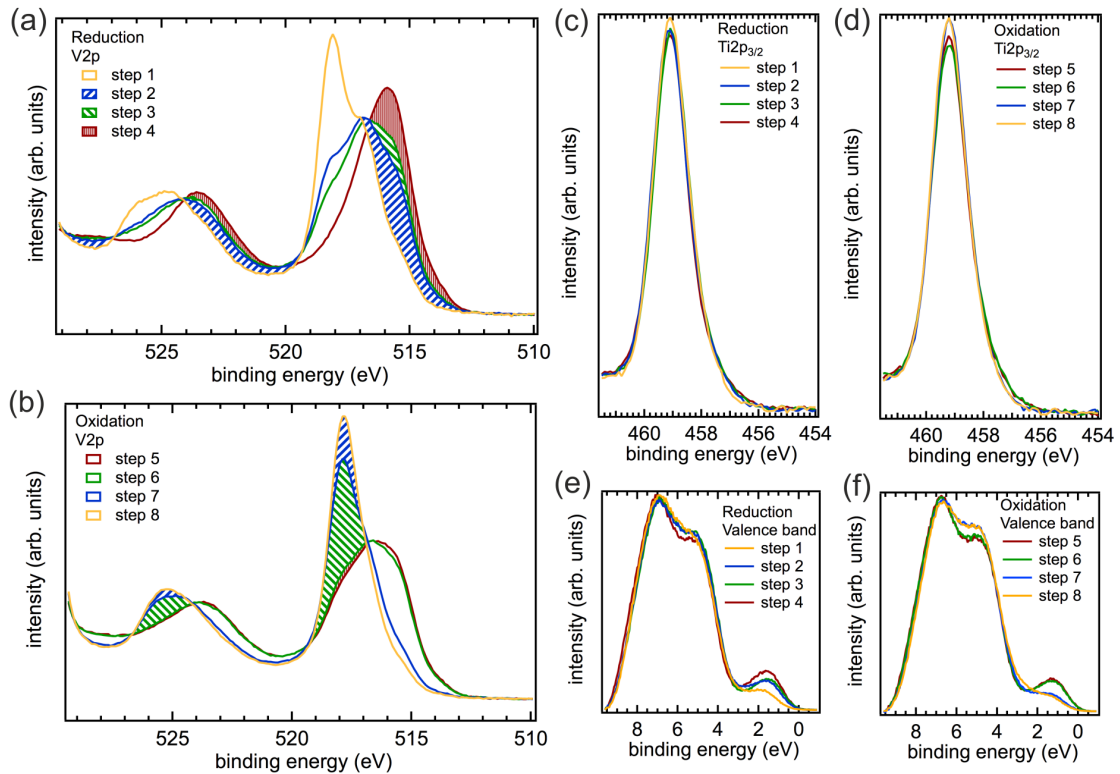 (a)
Reduction
V2p
step 1
step 2
step 3
step 4
intensity (arb. units)
525
520
515
510
binding energy (eV)
(b)
Oxidation
V2p
step 5
step 6
step 7
step 8
intensity (arb. units)
525
520
515
510
binding energy (eV)
(c)
Reduction
Ti2p3/2
step 1
step 2
step 3
step 4
intensity (arb. units)
460
458
456
454
binding energy (eV)
(d)
Oxidation
Ti2p3/2
step 5
step 6
step 7
step 8
intensity (arb. units)
460
458
456
454
binding energy (eV)
(e)
Reduction
Valence band
step 1
step 2
step 3
step 4
intensity (arb. units)
8
6
4
2
0
binding energy (eV)
(f)
Oxidation
Valence band
step 5
step 6
step 7
step 8
intensity (arb. units)
8
6
4
2
0
binding energy (eV)